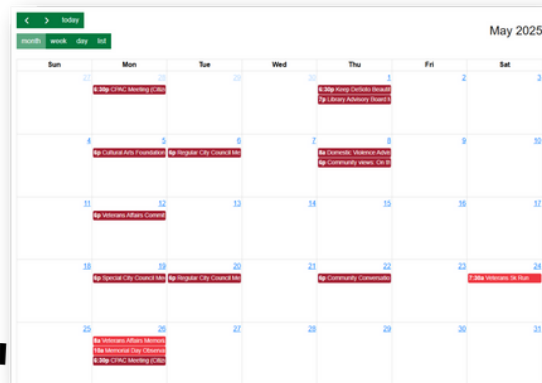 today
month week day list
May 2025
Sun Mon Tue Wed Thu Fri Sat
27 28 29 30 1 2 3
6:30p CPAC Meeting (Citize
6:30p Keep DeSoto Beautif
7p Library Advisory Board M
4 5 6 7 8 9 10
6p Cultural Arts Foundation
6p Regular City Council Me
8a Domestic Violence Advo
6p Community views: On th
11 12 13 14 15 16 17
6p Veterans Affairs Commit
18 19 20 21 22 23 24
6p Special City Council Me
6p Regular City Council Me
6p Community Conversatio
7:30a Veterans 5k Run
25 26 27 28 29 30 31
8a Veterans Affairs Memori
10a Memorial Day Observa
6:30p CPAC Meeting (Citize